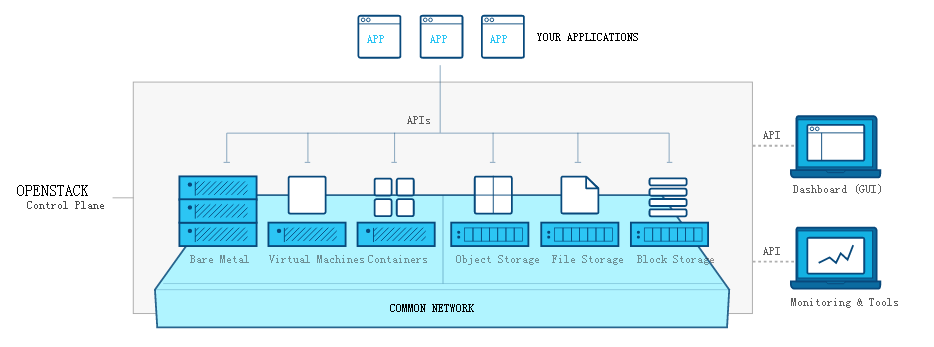 APP APP APP YOUR APPLICATIONS
APIs
API
Dashboard (GUI)
OPENSTACK
Control Plane
Bare Metal Virtual Machines Containers Object Storage File Storage Block Storage
API
Monitoring & Tools
COMMON NETWORK